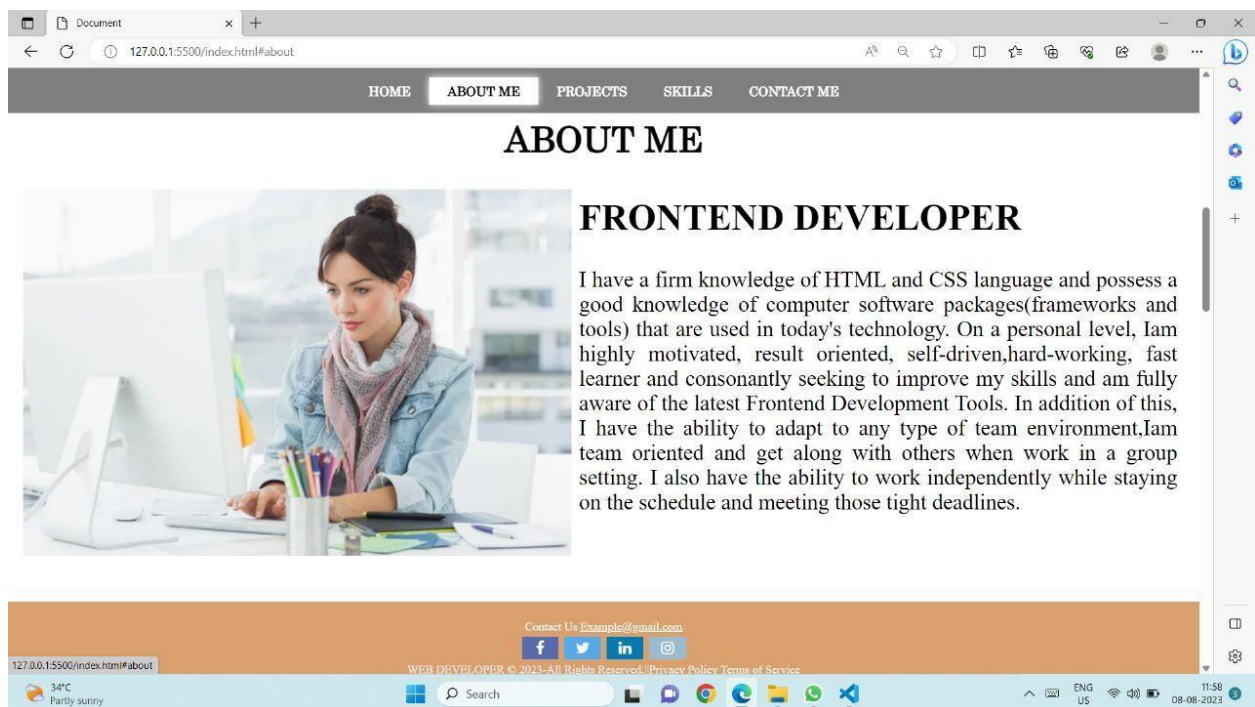 Document
127.0.0.1:5500/index.html#about
HOME ABOUT ME PROJECTS SKILLS CONTACT ME
ABOUT ME
FRONTEND DEVELOPER
I have a firm knowledge of HTML and CSS language and possess a
good knowledge of computer software packages(frameworks and
tools) that are used in today's technology. On a personal level, Iam
highly motivated, result oriented, self-driven,hard-working, fast
learner and consonantly seeking to improve my skills and am fully
aware of the latest Frontend Development Tools. In addition of this,
I have the ability to adapt to any type of team environment,Iam
team oriented and get along with others when work in a group
setting. I also have the ability to work independently while staying
on the schedule and meeting those tight deadlines.
Contact Us Example@gmail.com
f in
WEB DEVELOPER © 2023-All Rights Reserved.||Privacy Policy Terms of Service
127.0.0.1:5500/index.html#about
34°C
Partly sunny
Search
ENG
US
11:58
08-08-2023
3